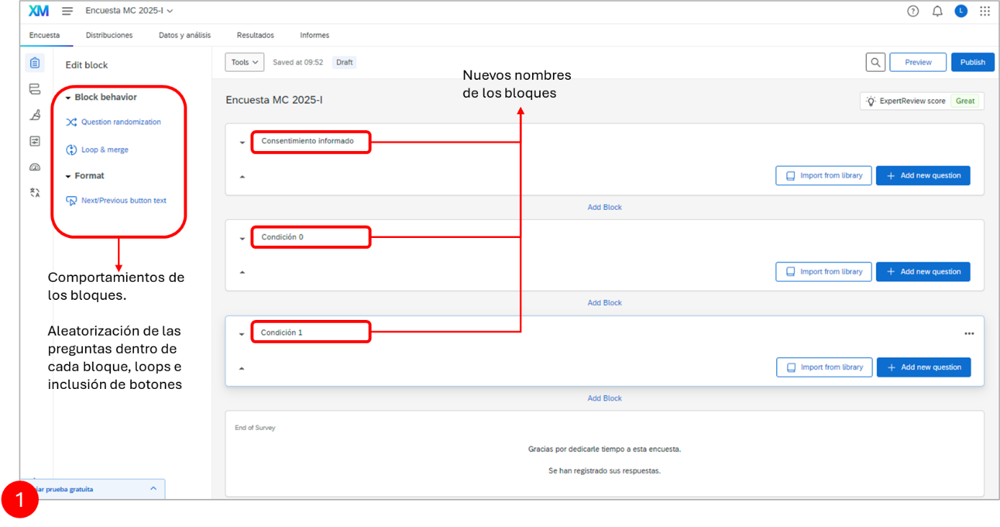 XM Encuesta MC 2025-I
L
Encuesta Distribuciones Datos y análisis Resultados Informes
Edit block
Tools Saved at 09:52 Draft
Preview Publish
Nuevos nombres
de los bloques
Block behavior
Question randomization
Loop & merge
Format
Next/Previous button text
Encuesta MC 2025-I
ExpertReview score Great
Consentimiento informado
Import from library + Add new question
Add Block
Condición 0
Import from library + Add new question
Add Block
Condición 1
Import from library + Add new question
Add Block
Comportamientos de
los bloques.
Aleatorización de las
preguntas dentro de
cada bloque, loops e
inclusión de botones
End of Survey
Gracias por dedicarle tiempo a esta encuesta.
Se han registrado sus respuestas.
iar prueba gratuita
1